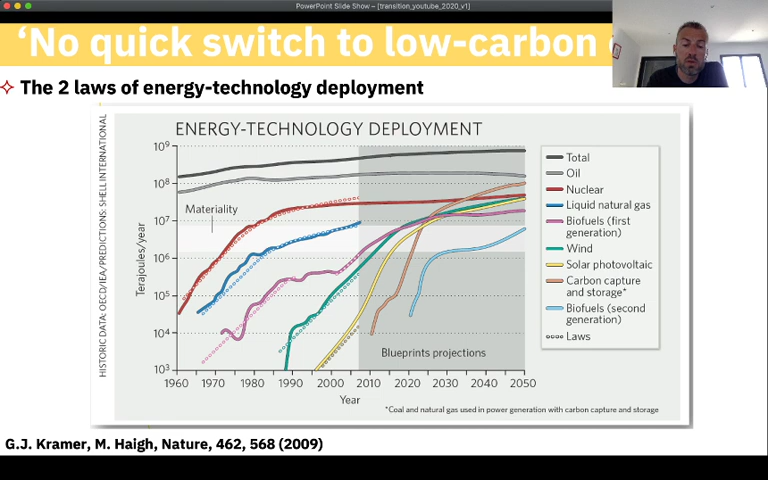 PowerPoint Slide Show – [transition_youtube_2020_v1]
‘No quick switch to low-carbon
The 2 laws of energy-technology deployment
HISTORIC DATA: OECD/IEA/PREDICTIONS: SHELL INTERNATIONAL
ENERGY-TECHNOLOGY DEPLOYMENT
Terajoules/year
10⁹
10⁸
10⁷
10⁶
10⁵
10⁴
10³
Materiality
Blueprints projections
1960 1970 1980 1990 2000 2010 2020 2030 2040 2050
Year
Total
Oil
Nuclear
Liquid natural gas
Biofuels (first
generation)
Wind
Solar photovoltaic
Carbon capture
and storage*
Biofuels (second
generation)
Laws
*Coal and natural gas used in power generation with carbon capture and storage
G.J. Kramer, M. Haigh, Nature, 462, 568 (2009)